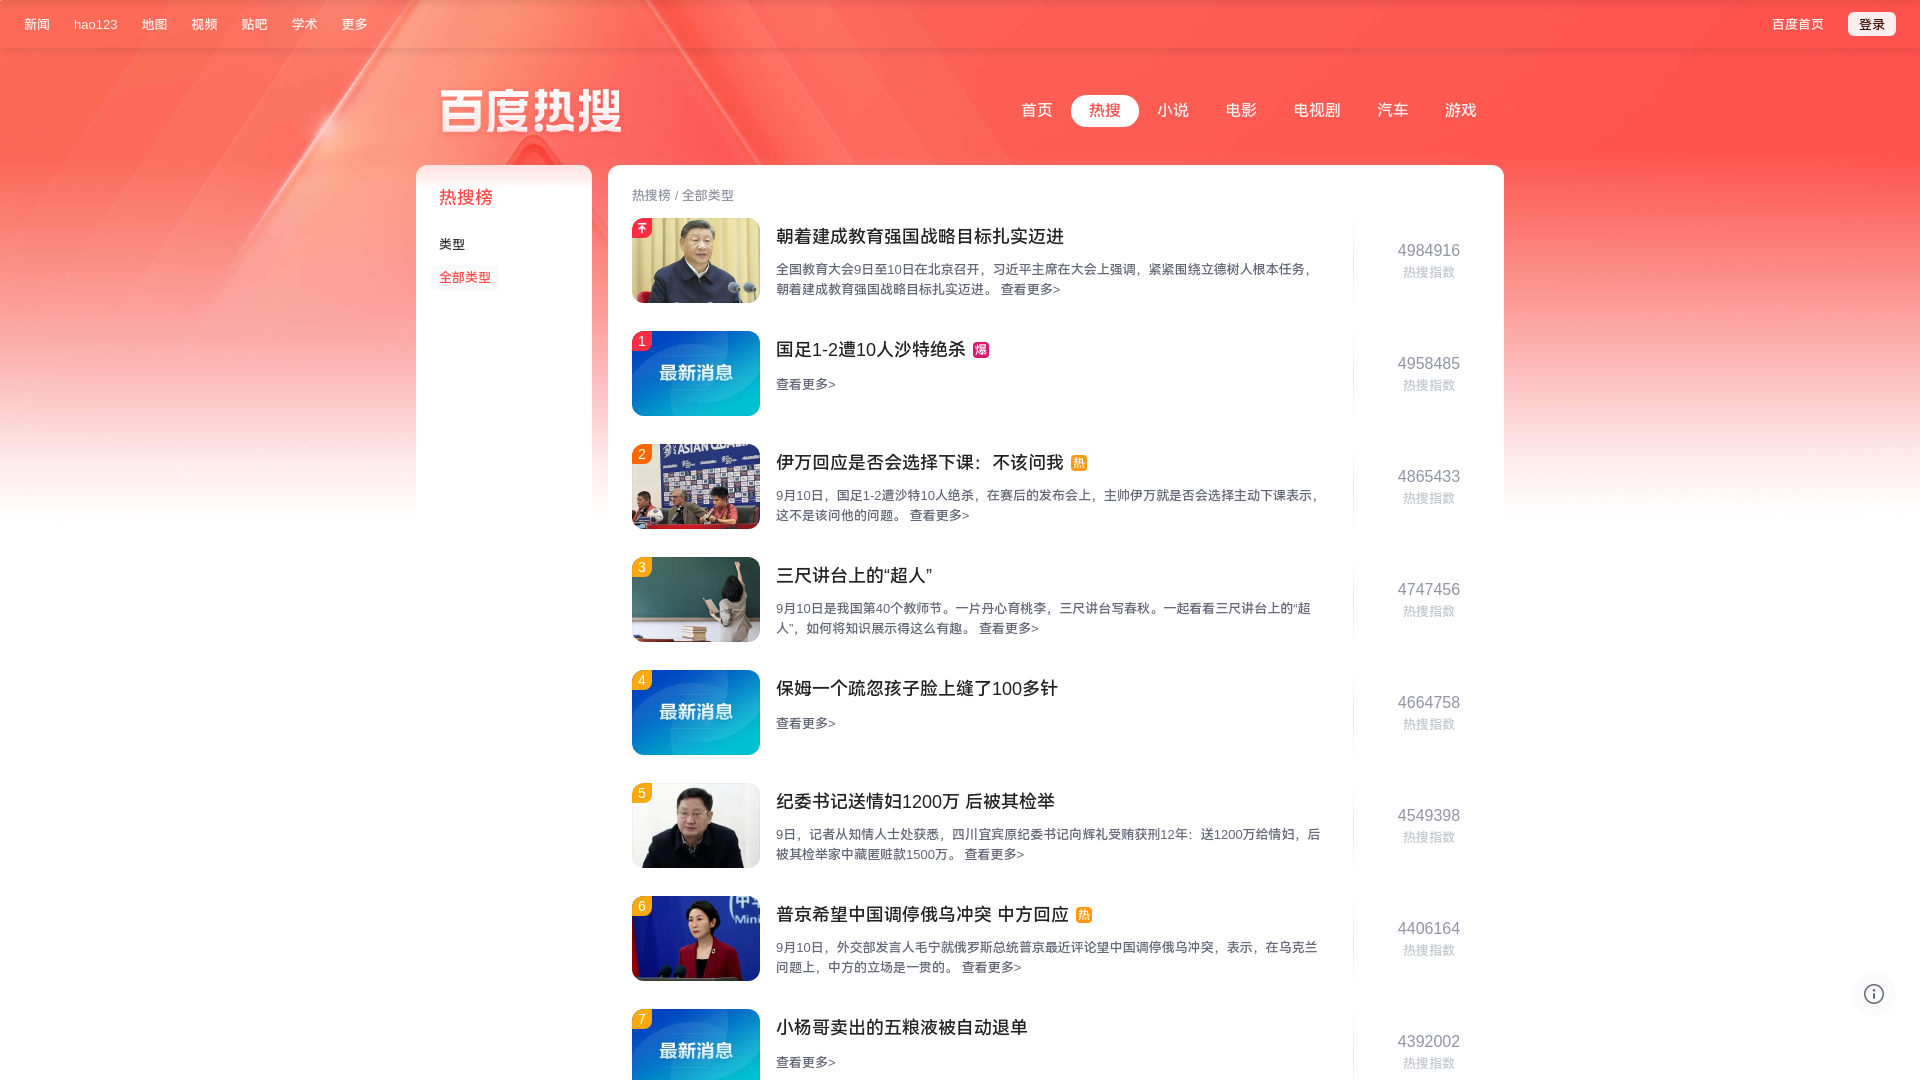 新闻 hao123 地图 视频 贴吧 学术 更多 百度首页 登录
百度热搜
首页 热搜 小说 电影 电视剧 汽车 游戏
热搜榜
类型
全部类型
热搜榜 / 全部类型
朝着建成教育强国战略目标扎实迈进
全国教育大会9日至10日在北京召开，习近平主席在大会上强调，紧紧围绕立德树人根本任务，
朝着建成教育强国战略目标扎实迈进。 查看更多>
4984916
热搜指数
1
最新消息
国足1-2遭10人沙特绝杀 爆
查看更多>
4958485
热搜指数
2
伊万回应是否会选择下课：不该问我 热
9月10日，国足1-2遭沙特10人绝杀，在赛后的发布会上，主帅伊万就是否会选择主动下课表示，
这不是该问他的问题。 查看更多>
4865433
热搜指数
3
三尺讲台上的“超人”
9月10日是我国第40个教师节。一片丹心育桃李，三尺讲台写春秋。一起看看三尺讲台上的“超
人”，如何将知识展示得这么有趣。 查看更多>
4747456
热搜指数
4
最新消息
保姆一个疏忽孩子脸上缝了100多针
查看更多>
4664758
热搜指数
5
纪委书记送情妇1200万 后被其检举
9日，记者从知情人士处获悉，四川宜宾原纪委书记向辉礼受贿获刑12年：送1200万给情妇，后
被其检举家中藏匿赃款1500万。 查看更多>
4549398
热搜指数
6
普京希望中国调停俄乌冲突 中方回应 热
9月10日，外交部发言人毛宁就俄罗斯总统普京最近评论望中国调停俄乌冲突，表示，在乌克兰
问题上，中方的立场是一贯的。 查看更多>
4406164
热搜指数
7
最新消息
小杨哥卖出的五粮液被自动退单
查看更多>
4392002
热搜指数